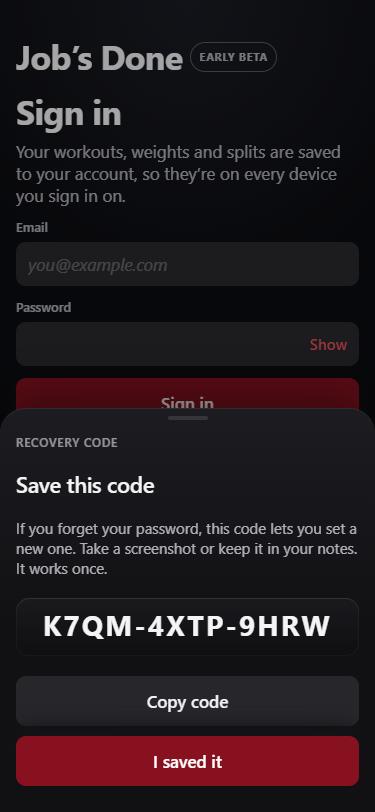 Job's Done EARLY BETA
Sign in
Your workouts, weights and splits are saved
to your account, so they're on every device
you sign in on.
Email
you@example.com
Password
Show
Sign in
RECOVERY CODE
Save this code
If you forget your password, this code lets you set a
new one. Take a screenshot or keep it in your notes.
It works once.
K7QM-4XTP-9HRW
Copy code
I saved it